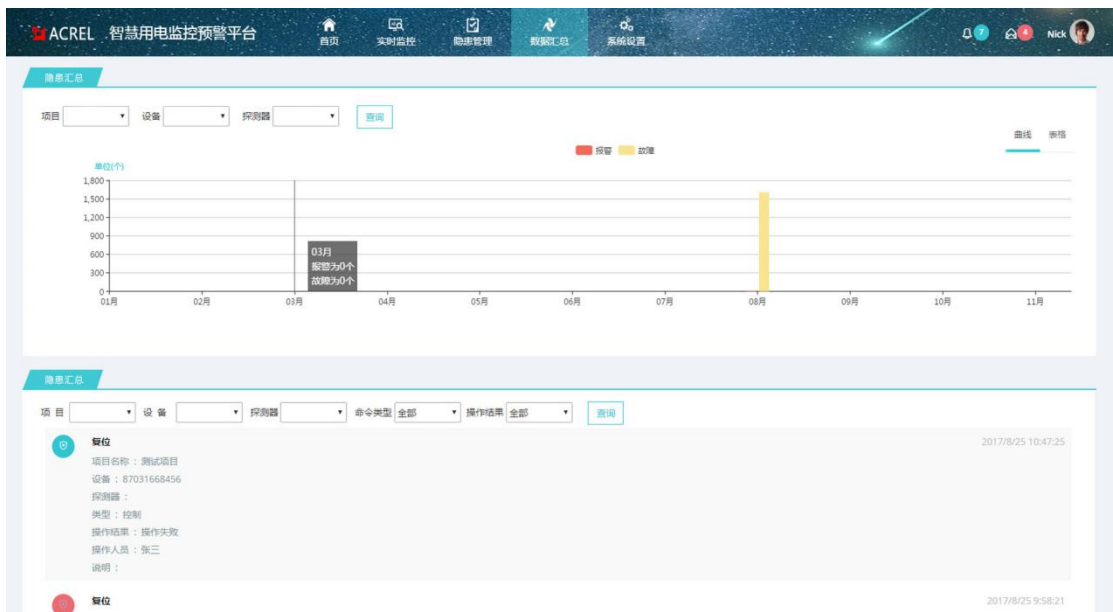 ACREL 智慧用电监控预警平台 首页 实时监控 隐患管理 数据汇总 系统设置 7 4 Nick
隐患汇总
项目 设备 探测器 查询
曲线 表格
报警 故障
单位(个)
1,800
1,500
1,200
900
600
300
0
03月
报警为0个
故障为0个
01月 02月 03月 04月 05月 06月 07月 08月 09月 10月 11月
隐患汇总
项 目 设 备 探测器 命令类型 全部 操作结果 全部 查询
复位 2017/8/25 10:47:25
项目名称 : 测试项目
设备 : 87031668456
探测器 :
类型 : 控制
操作结果 : 操作失败
操作人员 : 张三
说明 :
复位 2017/8/25 9:58:21